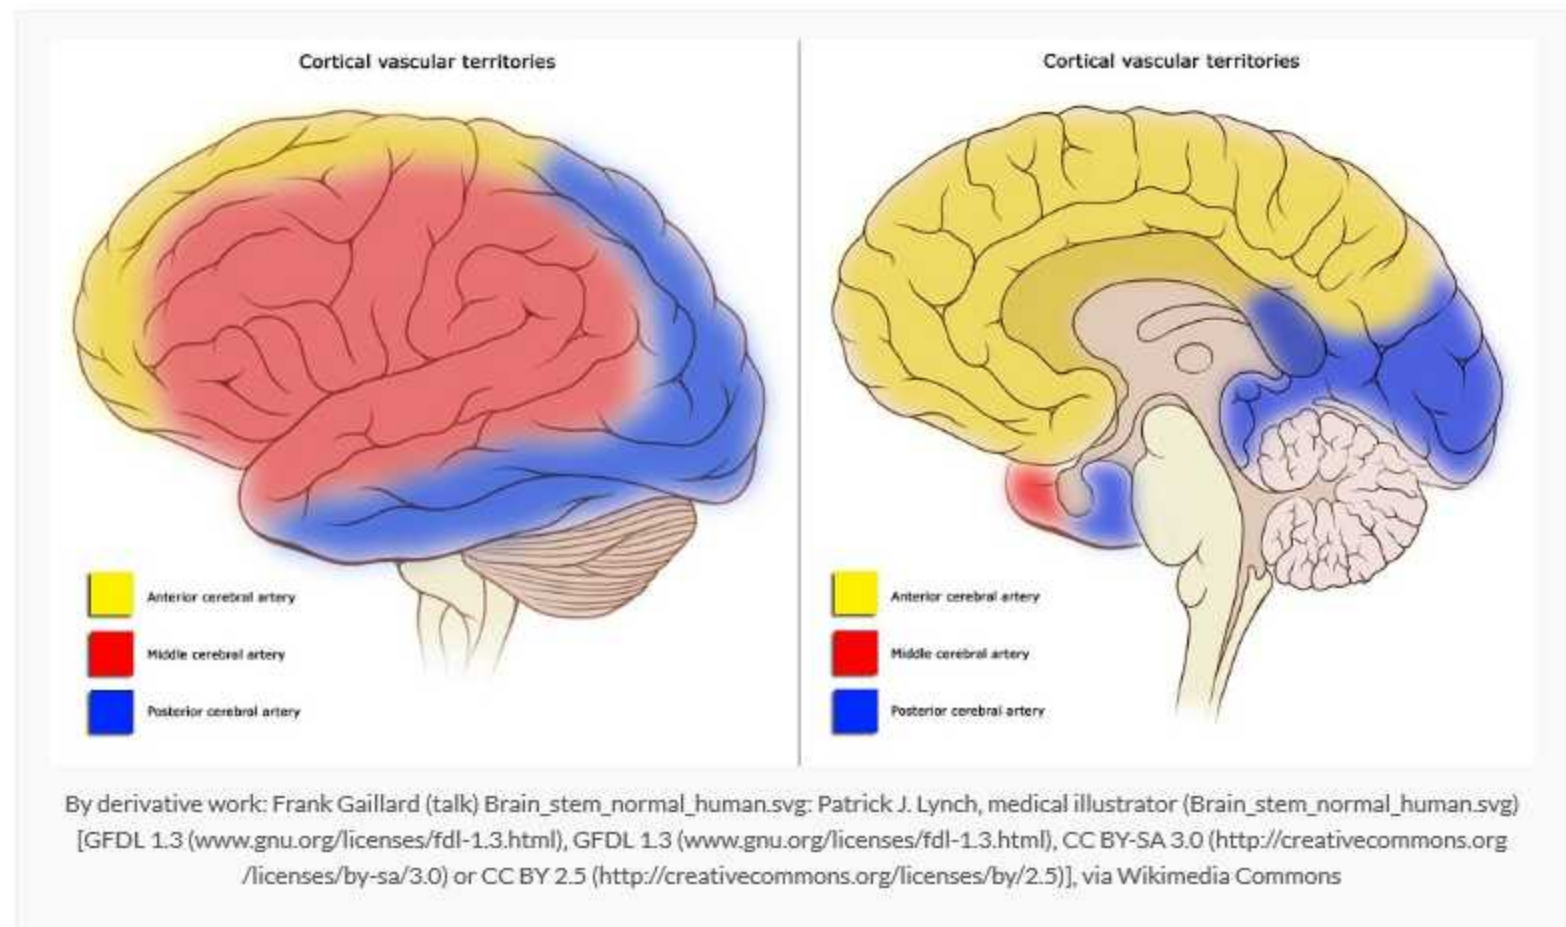 Cortical vascular territories
Anterior cerebral artery
Middle cerebral artery
Posterior cerebral artery
Cortical vascular territories
Anterior cerebral artery
Middle cerebral artery
Posterior cerebral artery
By derivative work: Frank Gaillard (talk) Brain_stem_normal_human.svg: Patrick J. Lynch, medical illustrator (Brain_stem_normal_human.svg)
[GFDL 1.3 (www.gnu.org/licenses/fdl-1.3.html), GFDL 1.3 (www.gnu.org/licenses/fdl-1.3.html), CC BY-SA 3.0 (http://creativecommons.org
/licenses/by-sa/3.0) or CC BY 2.5 (http://creativecommons.org/licenses/by/2.5)], via Wikimedia Commons